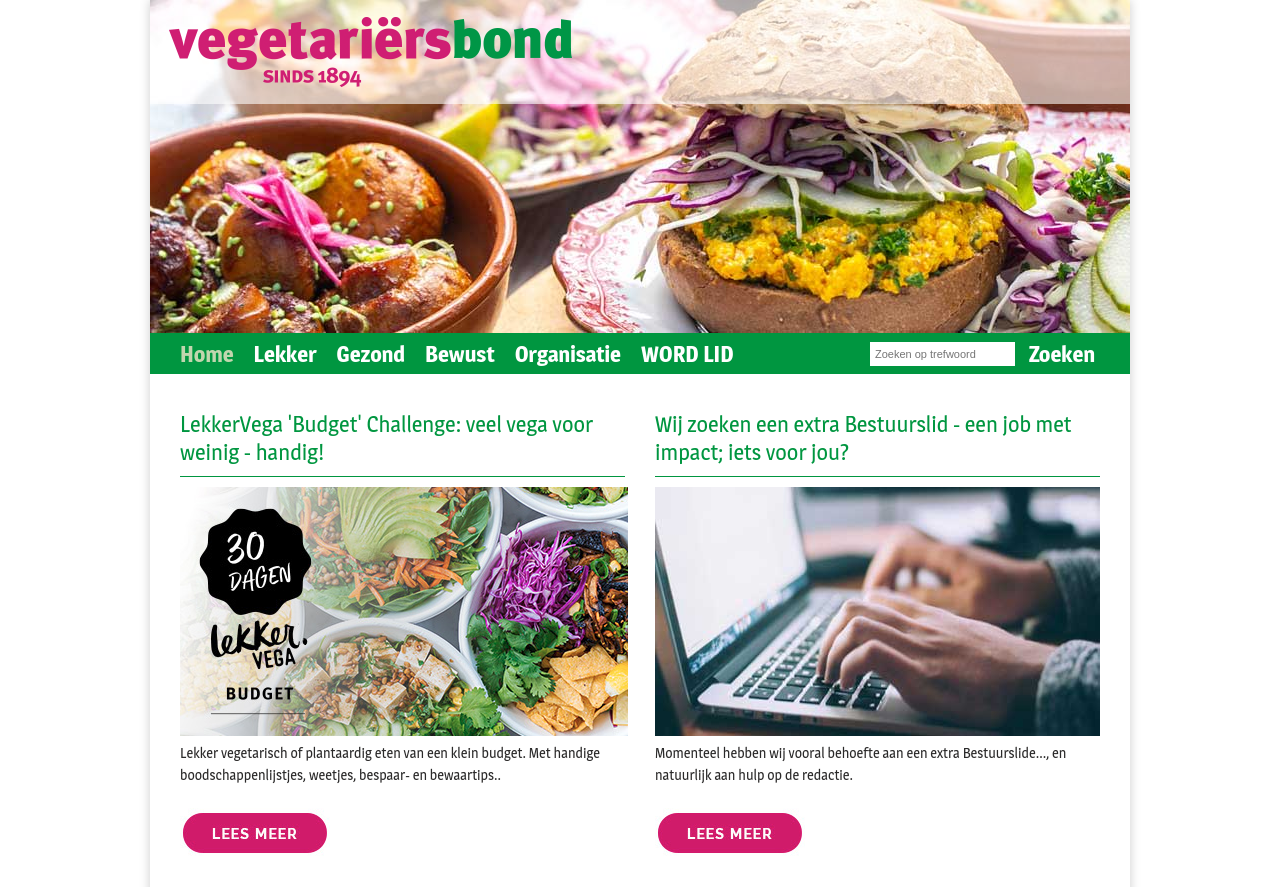 vegetariërsbond
SINDS 1894
Home Lekker Gezond Bewust Organisatie WORD LID Zoeken op trefwoord Zoeken
LekkerVega 'Budget' Challenge: veel vega voor
weinig - handig!
30
DAGEN
lekker.
VEGA
BUDGET
Lekker vegetarisch of plantaardig eten van een klein budget. Met handige
boodschappenlijstjes, weetjes, bespaar- en bewaartips..
LEES MEER
Wij zoeken een extra Bestuurslid - een job met
impact; iets voor jou?
Momenteel hebben wij vooral behoefte aan een extra Bestuurslide..., en
natuurlijk aan hulp op de redactie.
LEES MEER